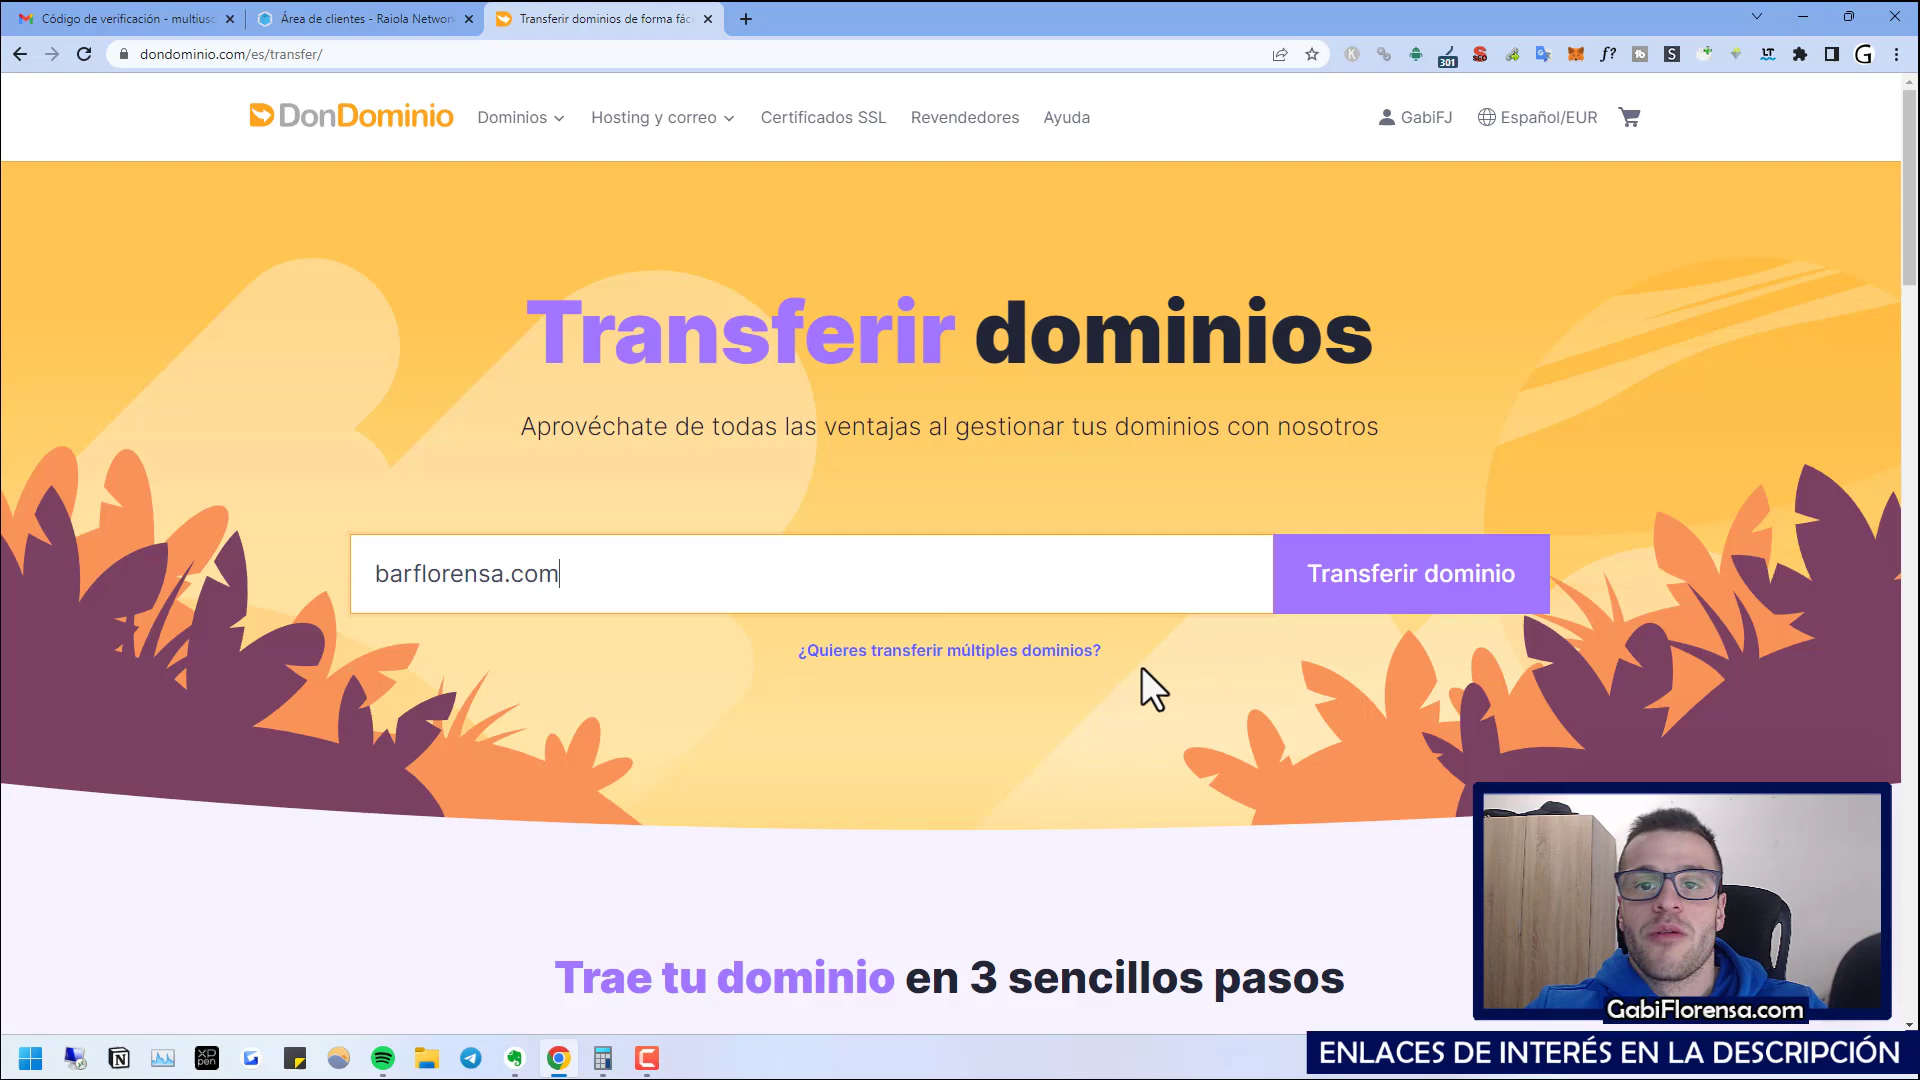 Código de verificación - multiuso
Área de clientes - Raiola Network
Transferir dominios de forma fác
dondominio.com/es/transfer/
301
DonDominio
Dominios
Hosting y correo
Certificados SSL
Revendedores
Ayuda
GabiFJ
Español/EUR
Transferir dominios
Aprovéchate de todas las ventajas al gestionar tus dominios con nosotros
barflorensa.com
Transferir dominio
¿Quieres transferir múltiples dominios?
Trae tu dominio en 3 sencillos pasos
GabiFlorensa.com
ENLACES DE INTERÉS EN LA DESCRIPCIÓN